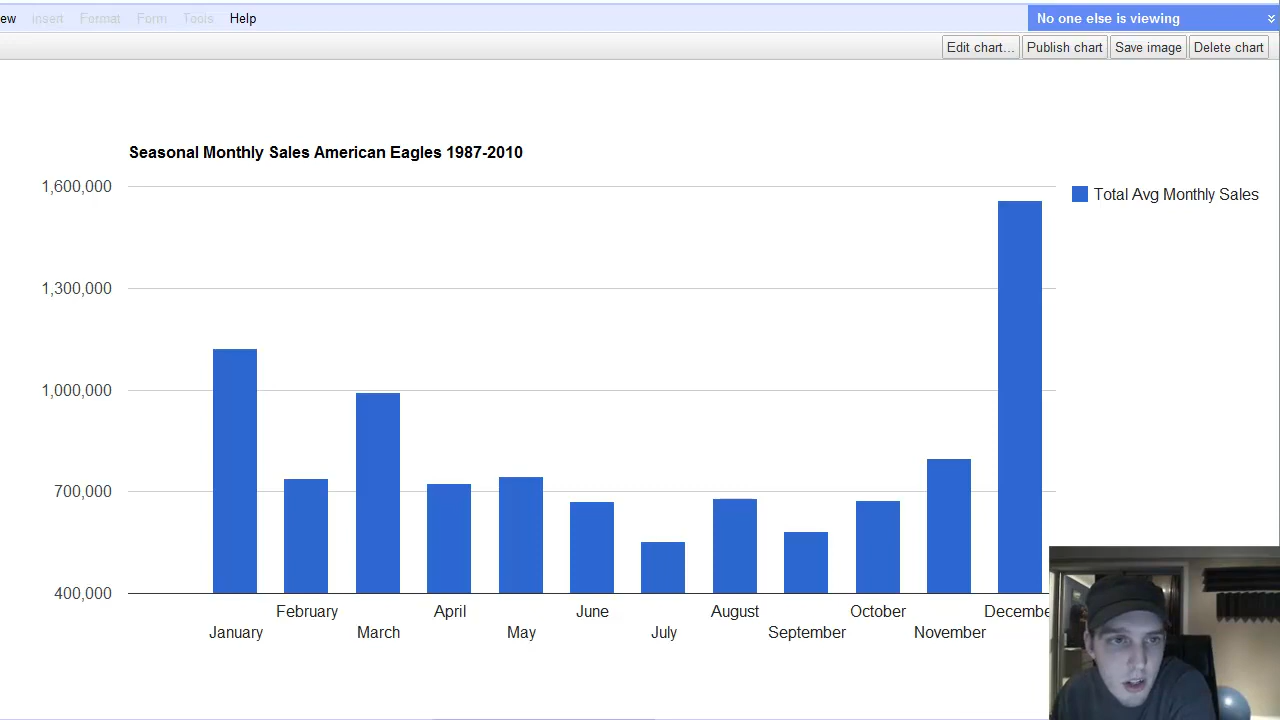 ew Insert Format Form Tools Help
No one else is viewing
Edit chart... Publish chart Save image Delete chart
Seasonal Monthly Sales American Eagles 1987-2010
1,600,000
Total Avg Monthly Sales
1,300,000
1,000,000
700,000
400,000
February April June August October Decembe
January March May July September November